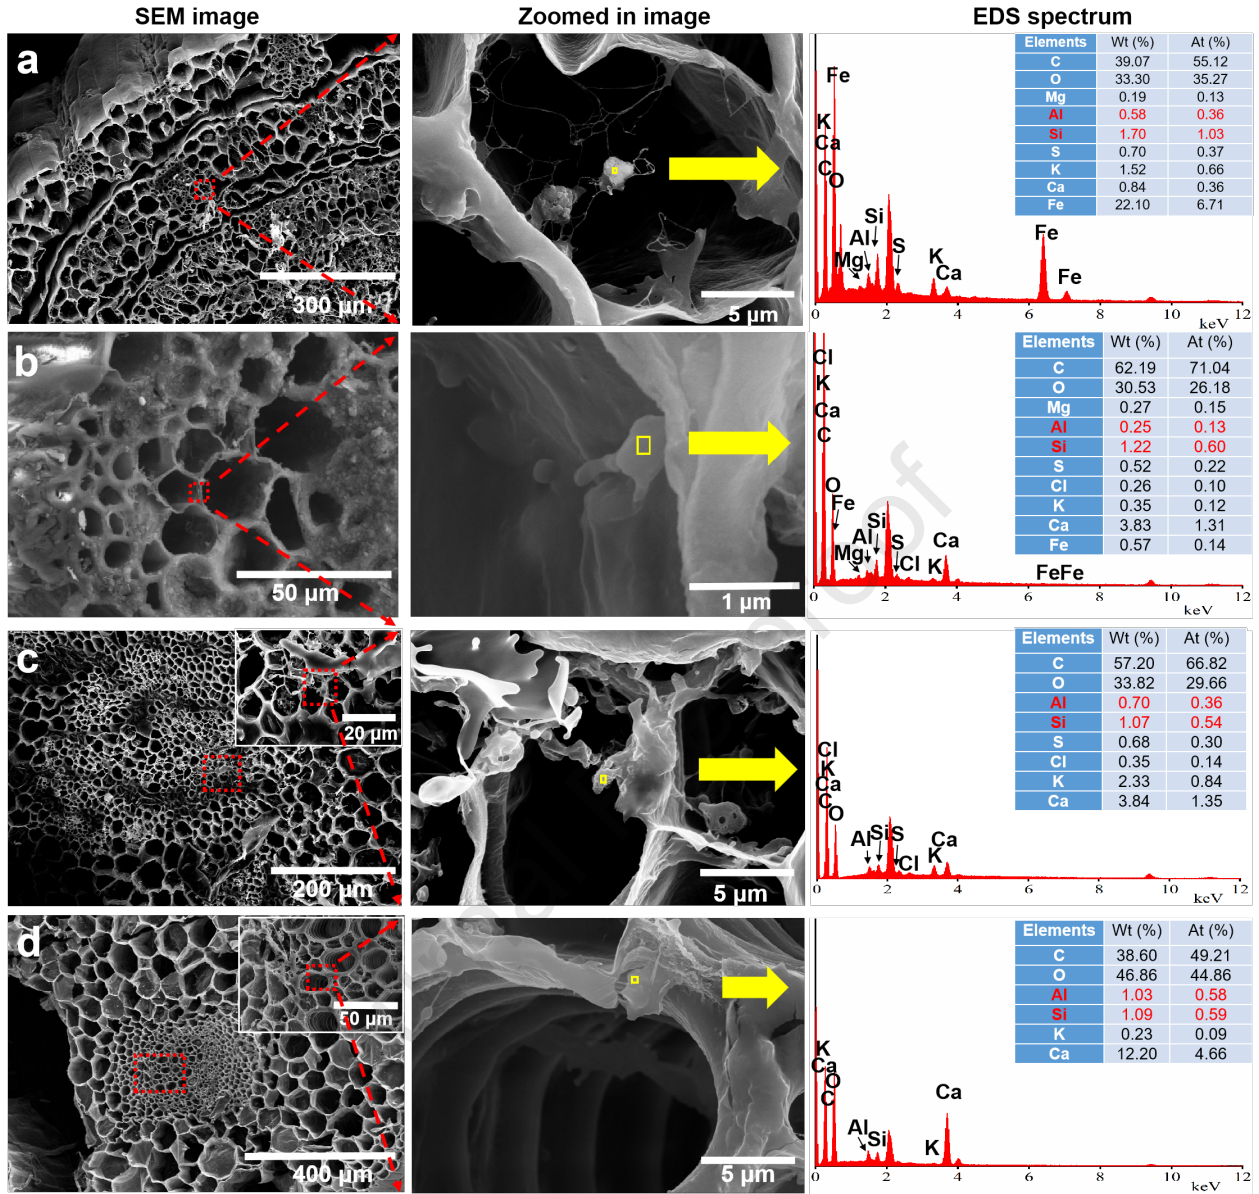 SEM image
Zoomed in image
EDS spectrum
a
300 µm
5 µm
Fe
K
Ca
C
O
Mg
Al
Si
S
K
Ca
Fe
Fe
0 2 4 6 8 10 12
keV
Elements Wt (%) At (%)
C 39.07 55.12
O 33.30 35.27
Mg 0.19 0.13
Al 0.58 0.36
Si 1.70 1.03
S 0.70 0.37
K 1.52 0.66
Ca 0.84 0.36
Fe 22.10 6.71
b
50 µm
1 µm
Cl
K
Ca
C
O
Fe
Mg
Al
Si
S
Cl
K
Ca
FeFe
0 2 4 6 8 10 12
keV
Elements Wt (%) At (%)
C 62.19 71.04
O 30.53 26.18
Mg 0.27 0.15
Al 0.25 0.13
Si 1.22 0.60
S 0.52 0.22
Cl 0.26 0.10
K 0.35 0.12
Ca 3.83 1.31
Fe 0.57 0.14
c
20 µm
200 µm
5 µm
Cl
K
Ca
C
O
Al
Si
S
Cl
K
Ca
0 2 4 6 8 10 12
keV
Elements Wt (%) At (%)
C 57.20 66.82
O 33.82 29.66
Al 0.70 0.36
Si 1.07 0.54
S 0.68 0.30
Cl 0.35 0.14
K 2.33 0.84
Ca 3.84 1.35
d
50 µm
400 µm
5 µm
K
Ca
O
C
Al
Si
K
Ca
0 2 4 6 8 10 12
keV
Elements Wt (%) At (%)
C 38.60 49.21
O 46.86 44.86
Al 1.03 0.58
Si 1.09 0.59
K 0.23 0.09
Ca 12.20 4.66